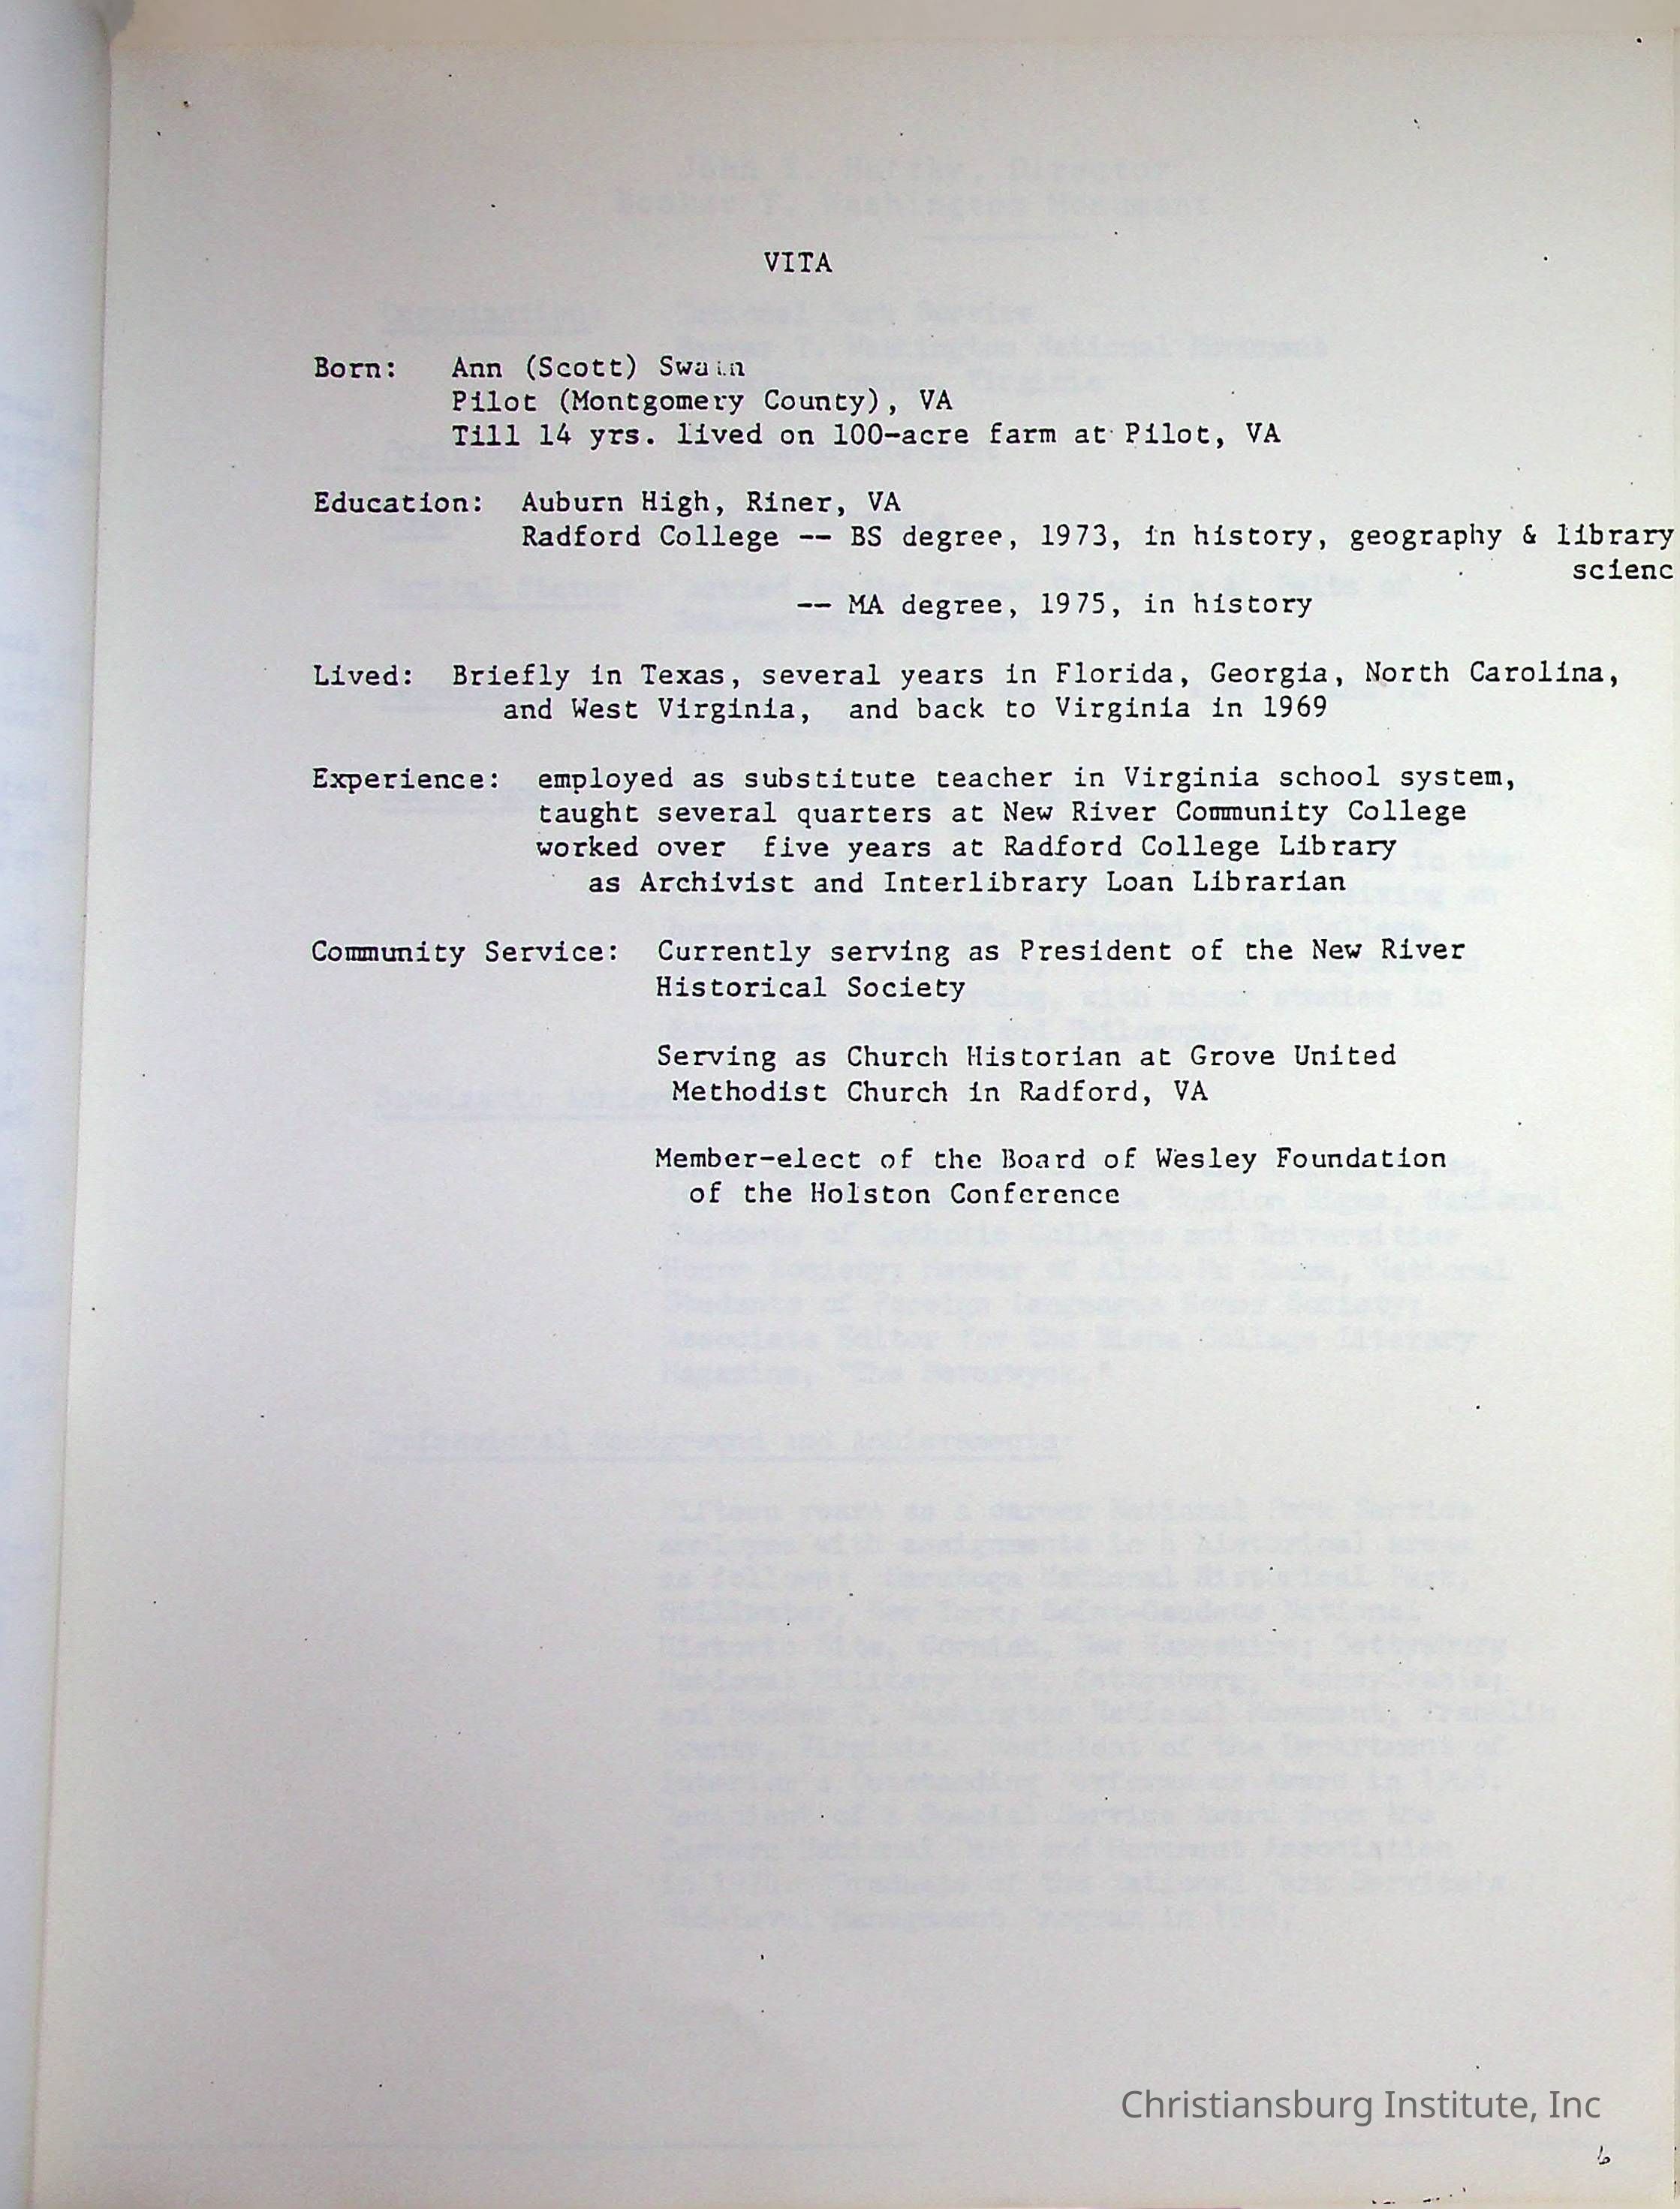 VITA
Born: Ann (Scott) Swain
Pilot (Montgomery County), VA
Till 14 yrs. lived on 100-acre farm at Pilot, VA
Education: Auburn High, Riner, VA
Radford College -- BS degree, 1973, in history, geography & library
scienc
-- MA degree, 1975, in history
Lived: Briefly in Texas, several years in Florida, Georgia, North Carolina,
and West Virginia, and back to Virginia in 1969
Experience: employed as substitute teacher in Virginia school system,
taught several quarters at New River Community College
worked over five years at Radford College Library
as Archivist and Interlibrary Loan Librarian
Community Service: Currently serving as President of the New River
Historical Society
Serving as Church Historian at Grove United
Methodist Church in Radford, VA
Member-elect of the Board of Wesley Foundation
of the Holston Conference
Christiansburg Institute, Inc
6